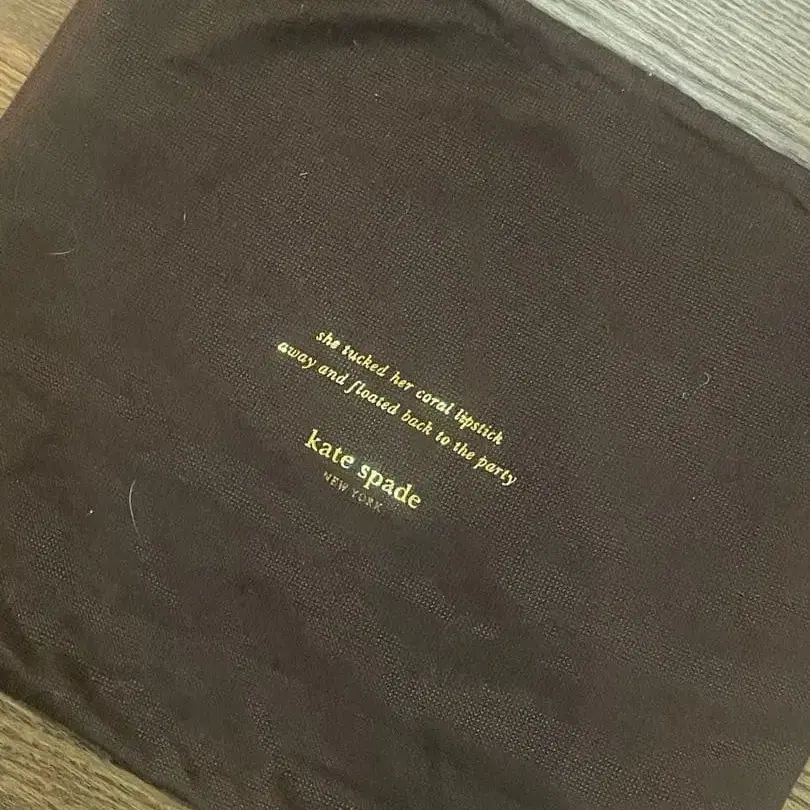 she tucked her coral lipstick
away and floated back to the party
kate spade
NEW YORK